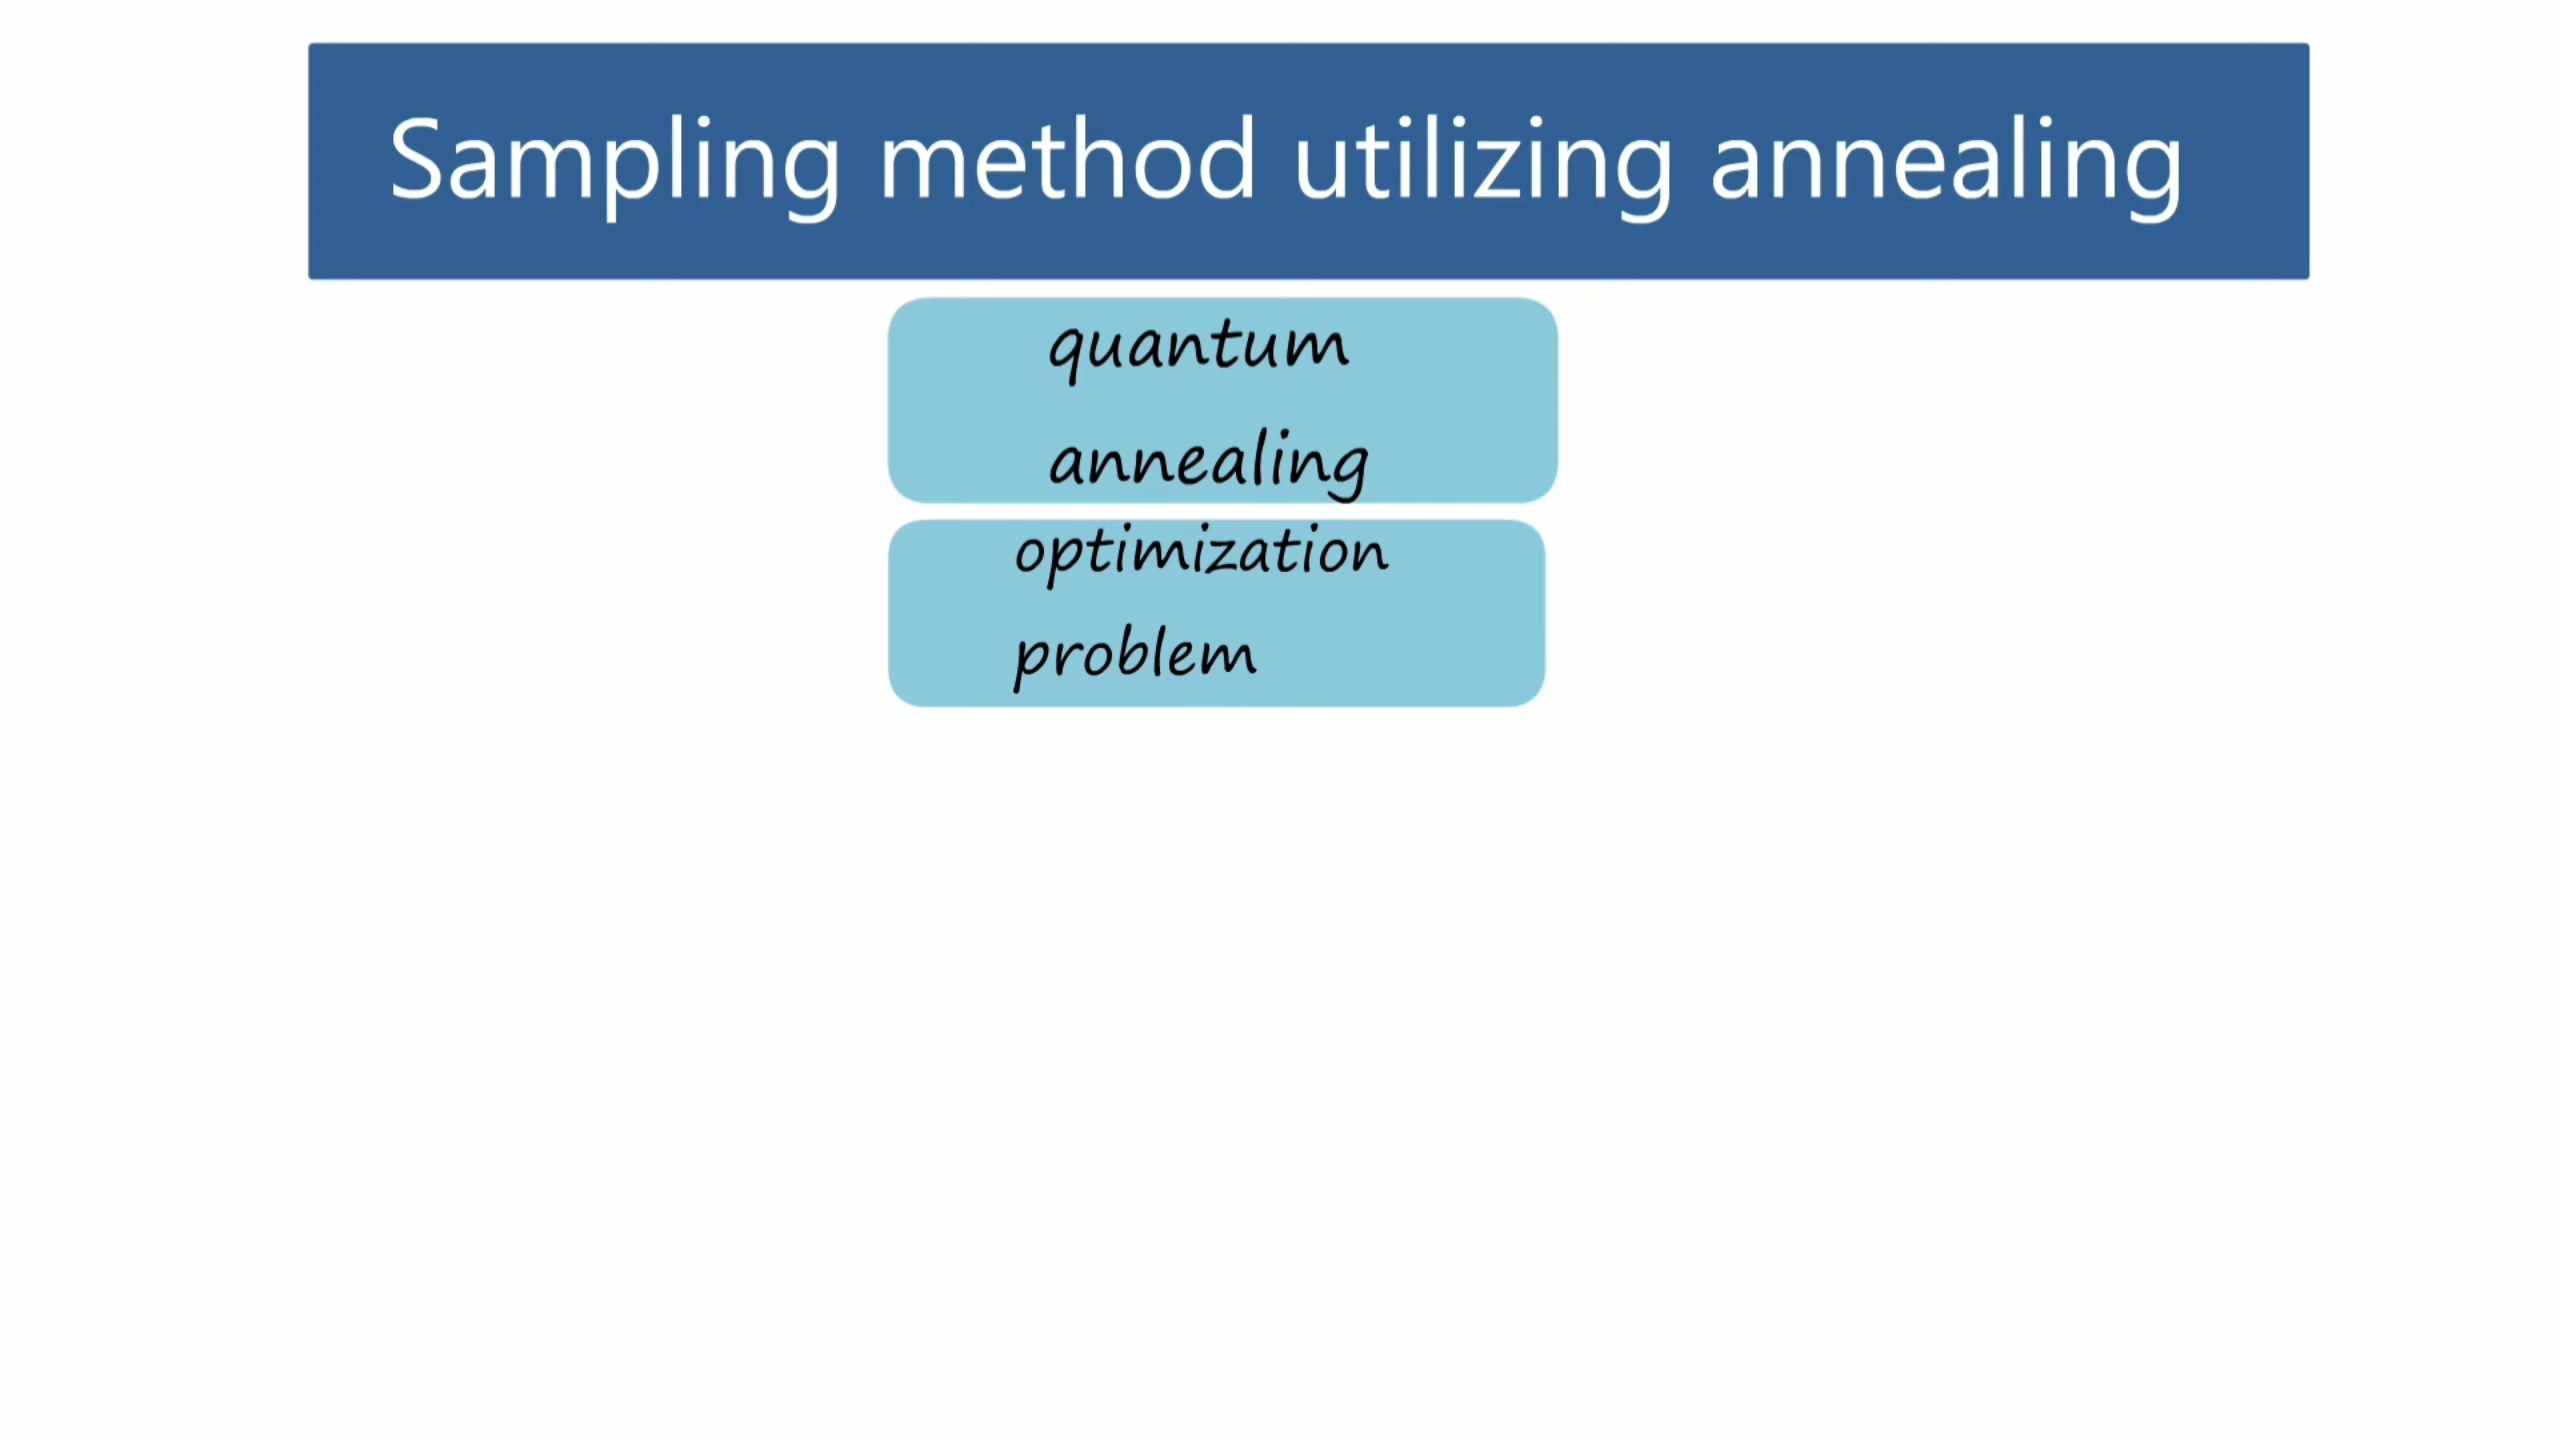 Sampling method utilizing annealing
quantum
annealing
optimization
problem